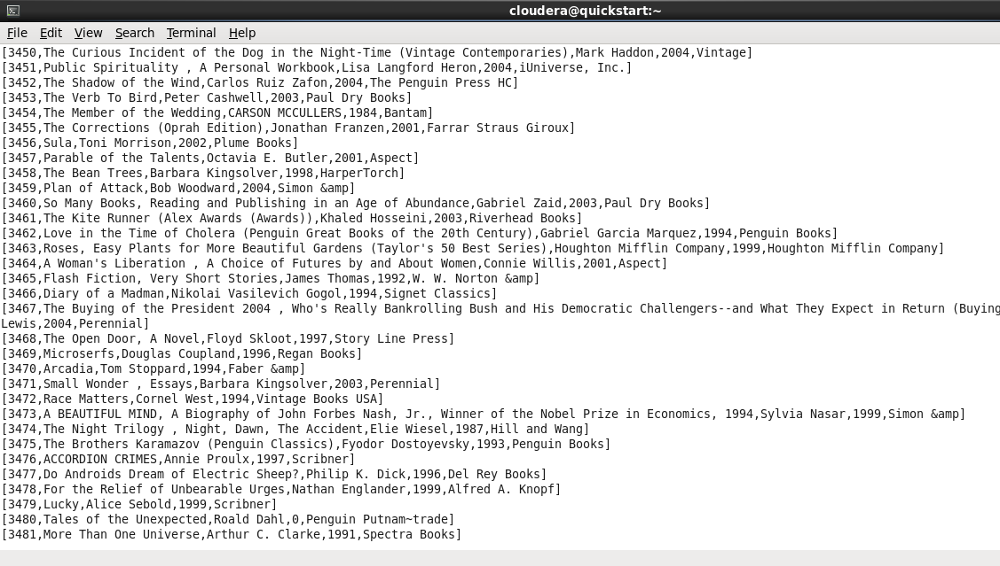 cloudera@quickstart:~
File Edit View Search Terminal Help
[3450,The Curious Incident of the Dog in the Night-Time (Vintage Contemporaries),Mark Haddon,2004,Vintage]
[3451,Public Spirituality , A Personal Workbook,Lisa Langford Heron,2004,iUniverse, Inc.]
[3452,The Shadow of the Wind,Carlos Ruiz Zafon,2004,The Penguin Press HC]
[3453,The Verb To Bird,Peter Cashwell,2003,Paul Dry Books]
[3454,The Member of the Wedding,CARSON MCCULLERS,1984,Bantam]
[3455,The Corrections (Oprah Edition),Jonathan Franzen,2001,Farrar Straus Giroux]
[3456,Sula,Toni Morrison,2002,Plume Books]
[3457,Parable of the Talents,Octavia E. Butler,2001,Aspect]
[3458,The Bean Trees,Barbara Kingsolver,1998,HarperTorch]
[3459,Plan of Attack,Bob Woodward,2004,Simon &amp]
[3460,So Many Books, Reading and Publishing in an Age of Abundance,Gabriel Zaid,2003,Paul Dry Books]
[3461,The Kite Runner (Alex Awards (Awards)),Khaled Hosseini,2003,Riverhead Books]
[3462,Love in the Time of Cholera (Penguin Great Books of the 20th Century),Gabriel Garcia Marquez,1994,Penguin Books]
[3463,Roses, Easy Plants for More Beautiful Gardens (Taylor's 50 Best Series),Houghton Mifflin Company,1999,Houghton Mifflin Company]
[3464,A Woman's Liberation , A Choice of Futures by and About Women,Connie Willis,2001,Aspect]
[3465,Flash Fiction, Very Short Stories,James Thomas,1992,W. W. Norton &amp]
[3466,Diary of a Madman,Nikolai Vasilevich Gogol,1994,Signet Classics]
[3467,The Buying of the President 2004 , Who's Really Bankrolling Bush and His Democratic Challengers--and What They Expect in Return (Buying
Lewis,2004,Perennial]
[3468,The Open Door, A Novel,Floyd Skloot,1997,Story Line Press]
[3469,Microserfs,Douglas Coupland,1996,Regan Books]
[3470,Arcadia,Tom Stoppard,1994,Faber &amp]
[3471,Small Wonder , Essays,Barbara Kingsolver,2003,Perennial]
[3472,Race Matters,Cornel West,1994,Vintage Books USA]
[3473,A BEAUTIFUL MIND, A Biography of John Forbes Nash, Jr., Winner of the Nobel Prize in Economics, 1994,Sylvia Nasar,1999,Simon &amp]
[3474,The Night Trilogy , Night, Dawn, The Accident,Elie Wiesel,1987,Hill and Wang]
[3475,The Brothers Karamazov (Penguin Classics),Fyodor Dostoyevsky,1993,Penguin Books]
[3476,ACCORDION CRIMES,Annie Proulx,1997,Scribner]
[3477,Do Androids Dream of Electric Sheep?,Philip K. Dick,1996,Del Rey Books]
[3478,For the Relief of Unbearable Urges,Nathan Englander,1999,Alfred A. Knopf]
[3479,Lucky,Alice Sebold,1999,Scribner]
[3480,Tales of the Unexpected,Roald Dahl,0,Penguin Putnam~trade]
[3481,More Than One Universe,Arthur C. Clarke,1991,Spectra Books]